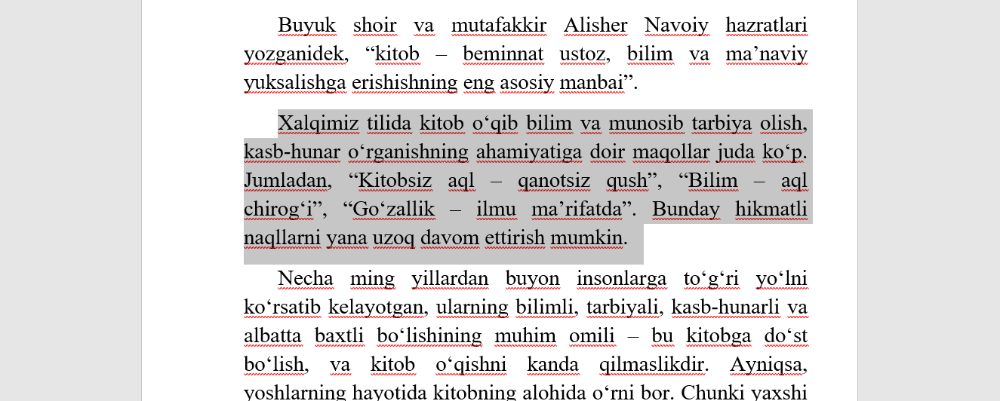 Buyuk shoir va mutafakkir Alisher Navoiy hazratlari
yozganidek, “kitob – beminnat ustoz, bilim va ma’naviy
yuksalishga erishishning eng asosiy manbai”.
Xalqimiz tilida kitob o‘qib bilim va munosib tarbiya olish,
kasb-hunar o‘rganishning ahamiyatiga doir maqollar juda ko‘p.
Jumladan, “Kitobsiz aql – qanotsiz qush”, “Bilim – aql
chirog‘i”, “Go‘zallik – ilmu ma’rifatda”. Bunday hikmatli
naqllarni yana uzoq davom ettirish mumkin.
Necha ming yillardan buyon insonlarga to‘g‘ri yo‘lni
ko‘rsatib kelayotgan, ularning bilimli, tarbiyali, kasb-hunarli va
albatta baxtli bo‘lishining muhim omili – bu kitobga do‘st
bo‘lish, va kitob o‘qishni kanda qilmaslikdir. Ayniqsa,
yoshlarning hayotida kitobning alohida o‘rni bor. Chunki yaxshi